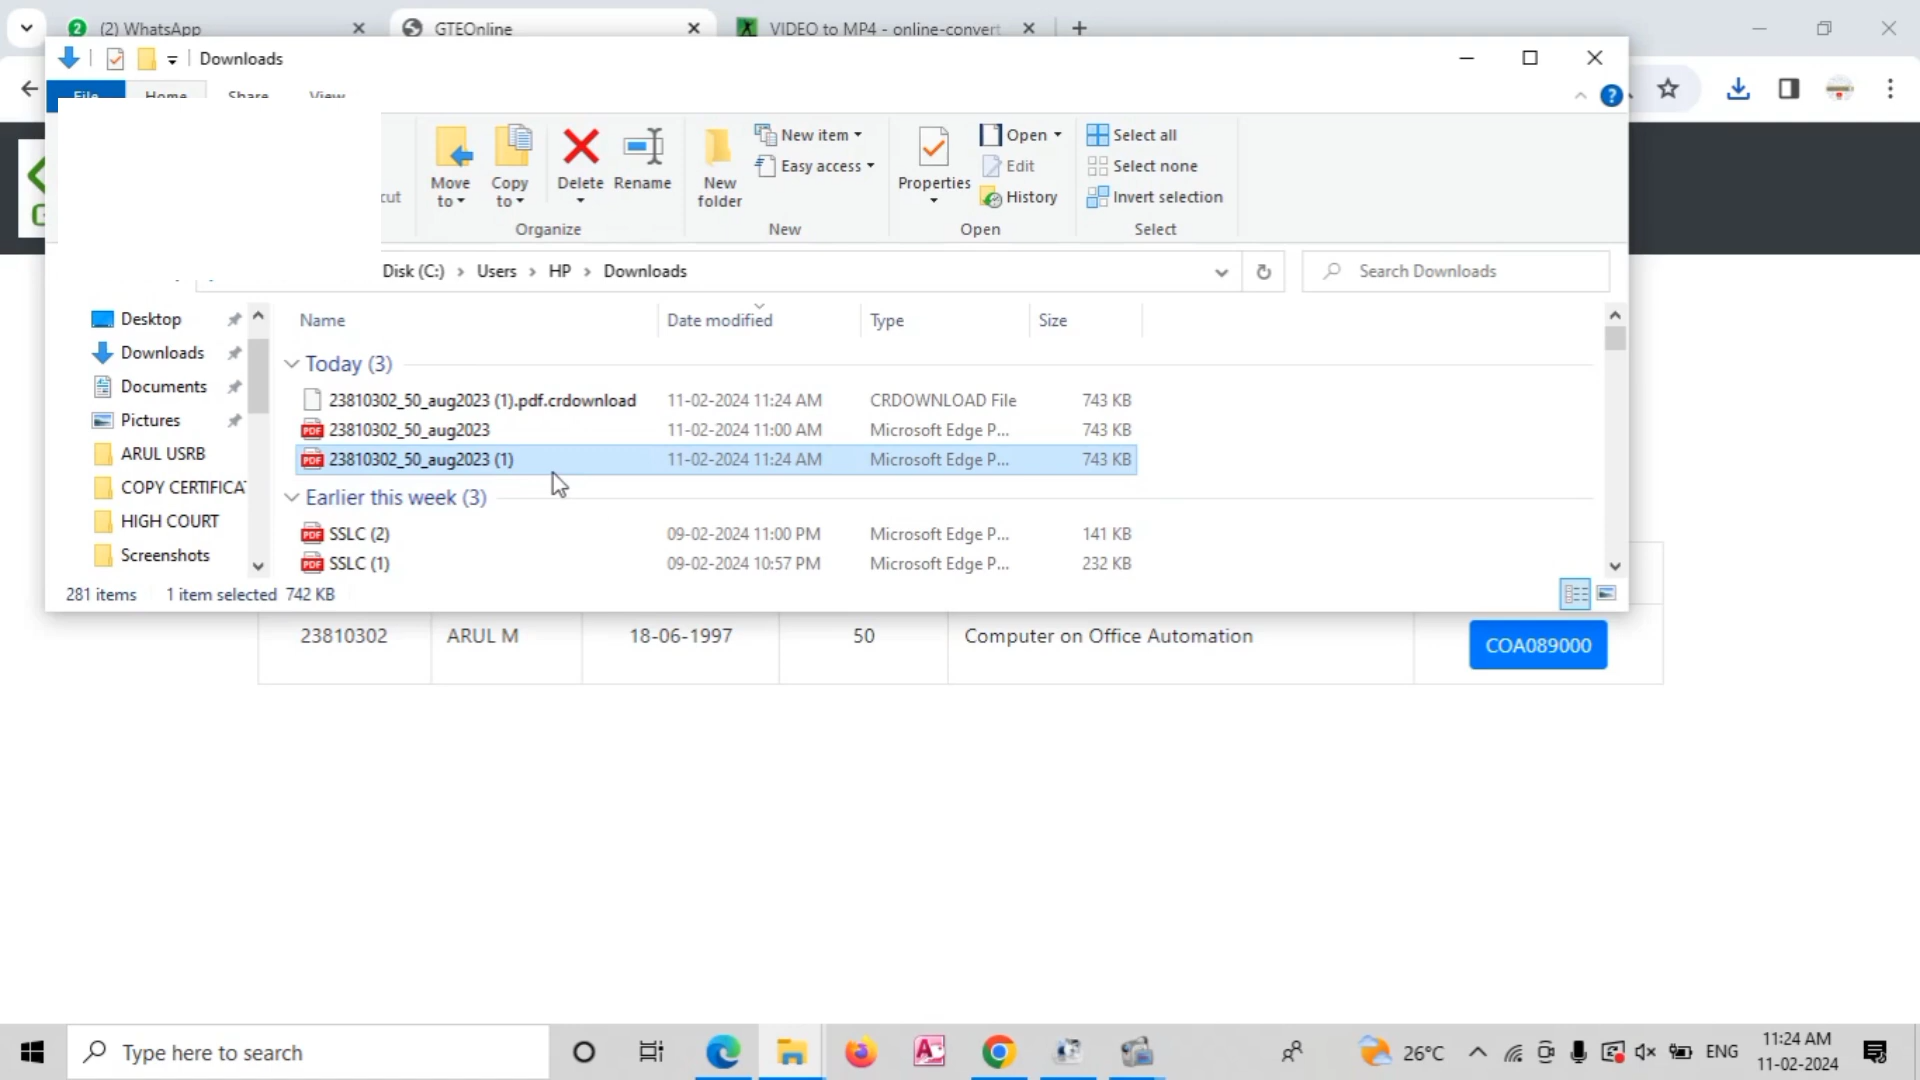 2 (2) WhatsApp GTEOnline VIDEO to MP4 - online-convert
Downloads
File Home Share View
cut
Move to
Copy to
Delete
Rename
Organize
New folder
New item
Easy access
New
Properties
Open
Edit
History
Open
Select all
Select none
Invert selection
Select
Disk (C:) > Users > HP > Downloads
Search Downloads
Desktop
Downloads
Documents
Pictures
ARUL USRB
COPY CERTIFICA
HIGH COURT
Screenshots
Name Date modified Type Size
Today (3)
23810302_50_aug2023 (1).pdf.crdownload 11-02-2024 11:24 AM CRDOWNLOAD File 743 KB
PDF 23810302_50_aug2023 11-02-2024 11:00 AM Microsoft Edge P... 743 KB
PDF 23810302_50_aug2023 (1) 11-02-2024 11:24 AM Microsoft Edge P... 743 KB
Earlier this week (3)
PDF SSLC (2) 09-02-2024 11:00 PM Microsoft Edge P... 141 KB
PDF SSLC (1) 09-02-2024 10:57 PM Microsoft Edge P... 232 KB
281 items 1 item selected 742 KB
23810302 ARUL M 18-06-1997 50 Computer on Office Automation COA089000
Type here to search
26°C
ENG
11:24 AM
11-02-2024